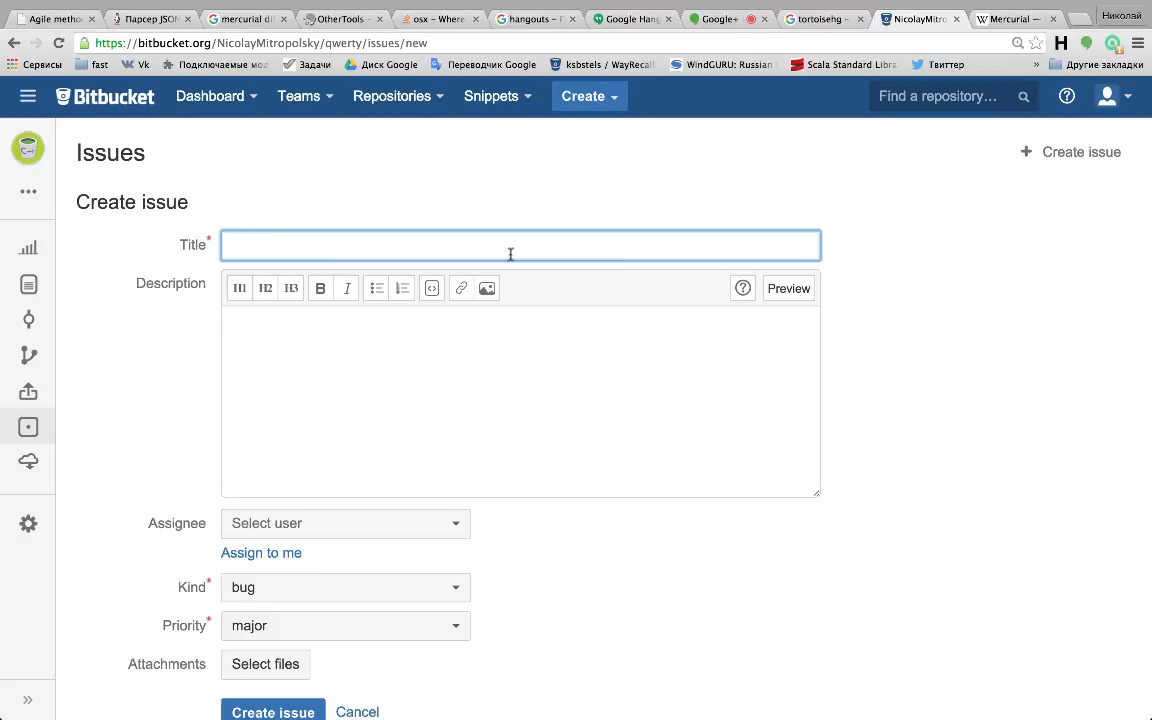 Agile metho
Парсер JSON
mercurial di
OtherTools -
osx - Where
hangouts - П
Google Han
Google+
tortoisehg -
NicolayMitro
Mercurial —
Николай
https://bitbucket.org/NicolayMitropolsky/qwerty/issues/new
Сервисы
fast
Vk
Подключаемые мод
Задачи
Диск Google
Переводчик Google
ksbstels / WayRecall
WindGURU: Russian
Scala Standard Libra
Твиттер
»
Другие закладки
Bitbucket
Dashboard
Teams
Repositories
Snippets
Create
Find a repository...
Issues
+ Create issue
Create issue
Title*
Description
H1 H2 H3 B I
Preview
Assignee
Select user
Assign to me
Kind*
bug
Priority*
major
Attachments
Select files
Create issue
Cancel